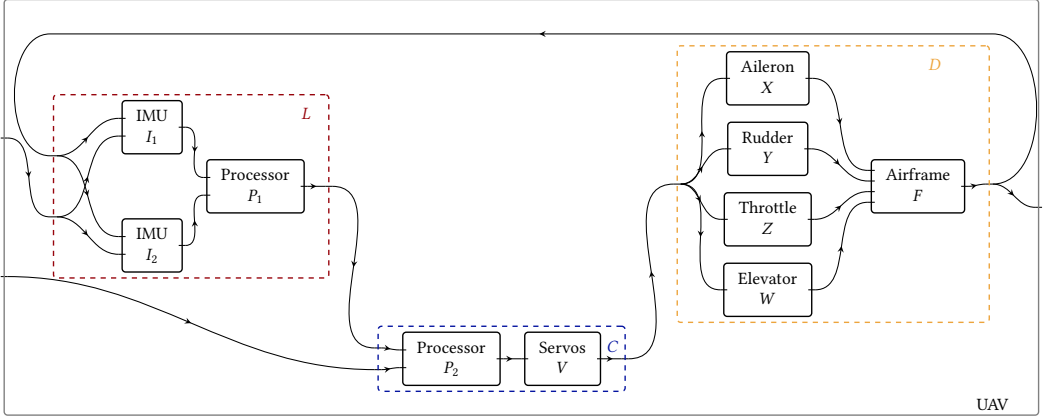 IMU
I1
IMU
I2
Processor
P1
L
Processor
P2
Servos
V
C
Aileron
X
Rudder
Y
Throttle
Z
Elevator
W
Airframe
F
D
UAV